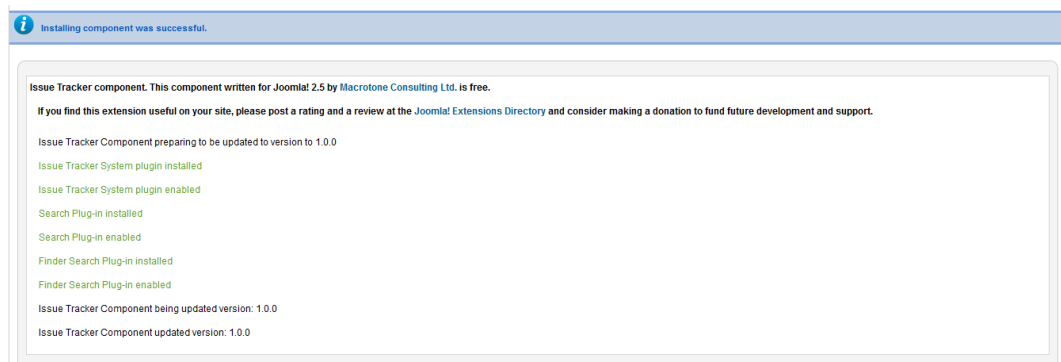 Installing component was successful.
Issue Tracker component. This component written for Joomla! 2.5 by Macrotone Consulting Ltd. is free.
If you find this extension useful on your site, please post a rating and a review at the Joomla! Extensions Directory and consider making a donation to fund future development and support.
Issue Tracker Component preparing to be updated to version to 1.0.0
Issue Tracker System plugin installed
Issue Tracker System plugin enabled
Search Plug-in installed
Search Plug-in enabled
Finder Search Plug-in installed
Finder Search Plug-in enabled
Issue Tracker Component being updated version: 1.0.0
Issue Tracker Component updated version: 1.0.0